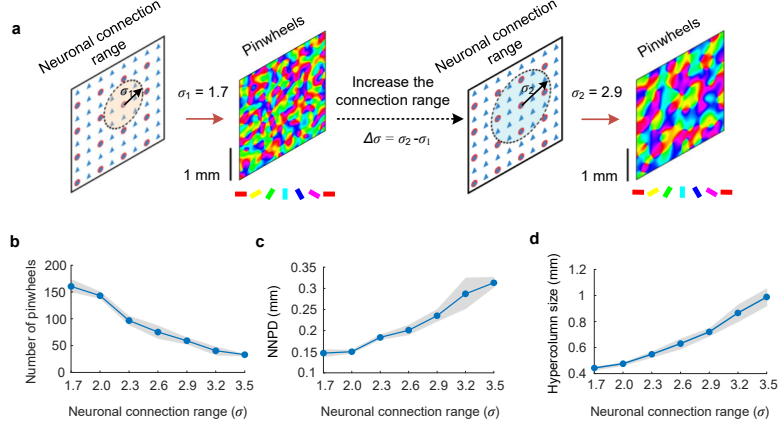 a
Neuronal connection
range
Pinwheels
Neuronal connection
range
Pinwheels
σ1
σ1 = 1.7
Increase the
connection range
Δσ = σ2 -σ1
σ2
σ2 = 2.9
1 mm
1 mm
b
Number of pinwheels
200
150
100
50
0
1.7 2.0 2.3 2.6 2.9 3.2 3.5
Neuronal connection range (σ)
c
NNPD (mm)
0.35
0.3
0.25
0.2
0.15
1.7 2.0 2.3 2.6 2.9 3.2 3.5
Neuronal connection range (σ)
d
Hypercolumn size (mm)
1.2
1
0.8
0.6
0.4
1.7 2.0 2.3 2.6 2.9 3.2 3.5
Neuronal connection range (σ)